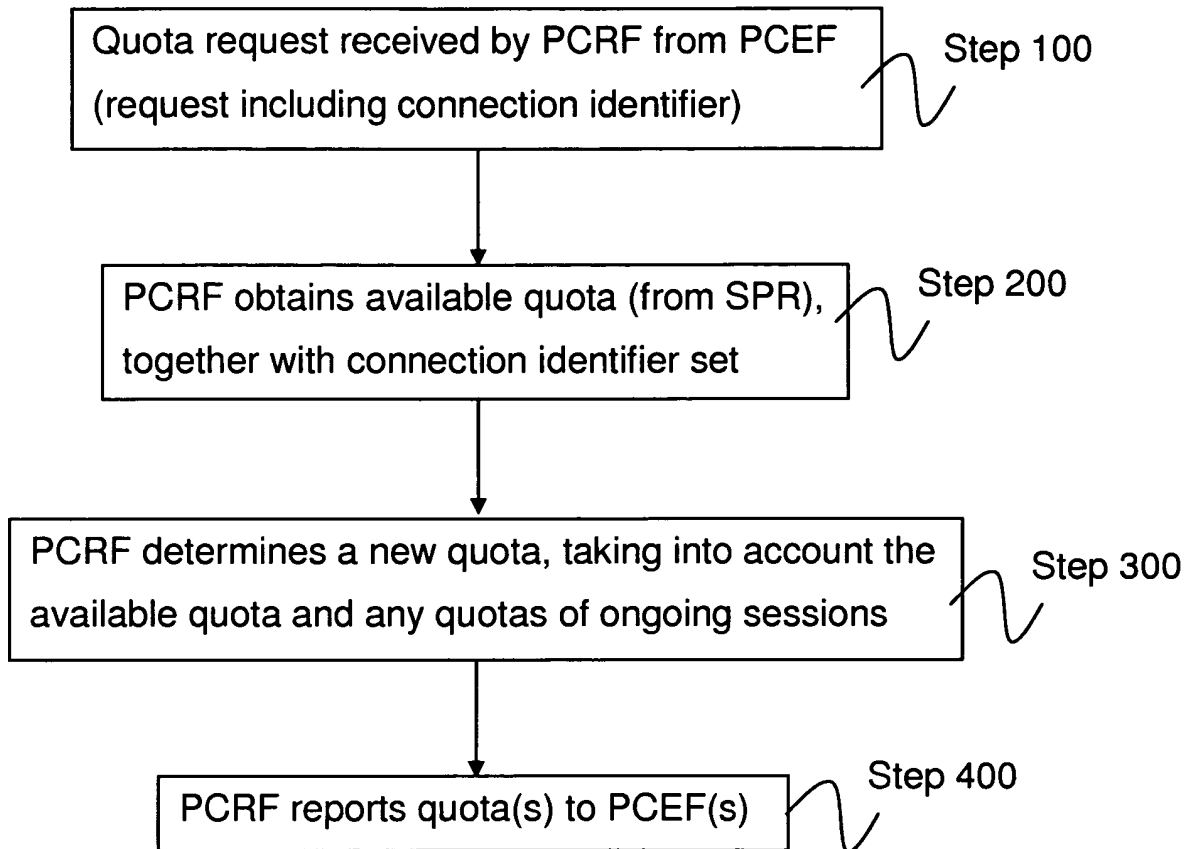 Quota request received by PCRF from PCEF
(request including connection identifier)
Step 100
PCRF obtains available quota (from SPR),
together with connection identifier set
Step 200
PCRF determines a new quota, taking into account the
available quota and any quotas of ongoing sessions
Step 300
PCRF reports quota(s) to PCEF(s)
Step 400